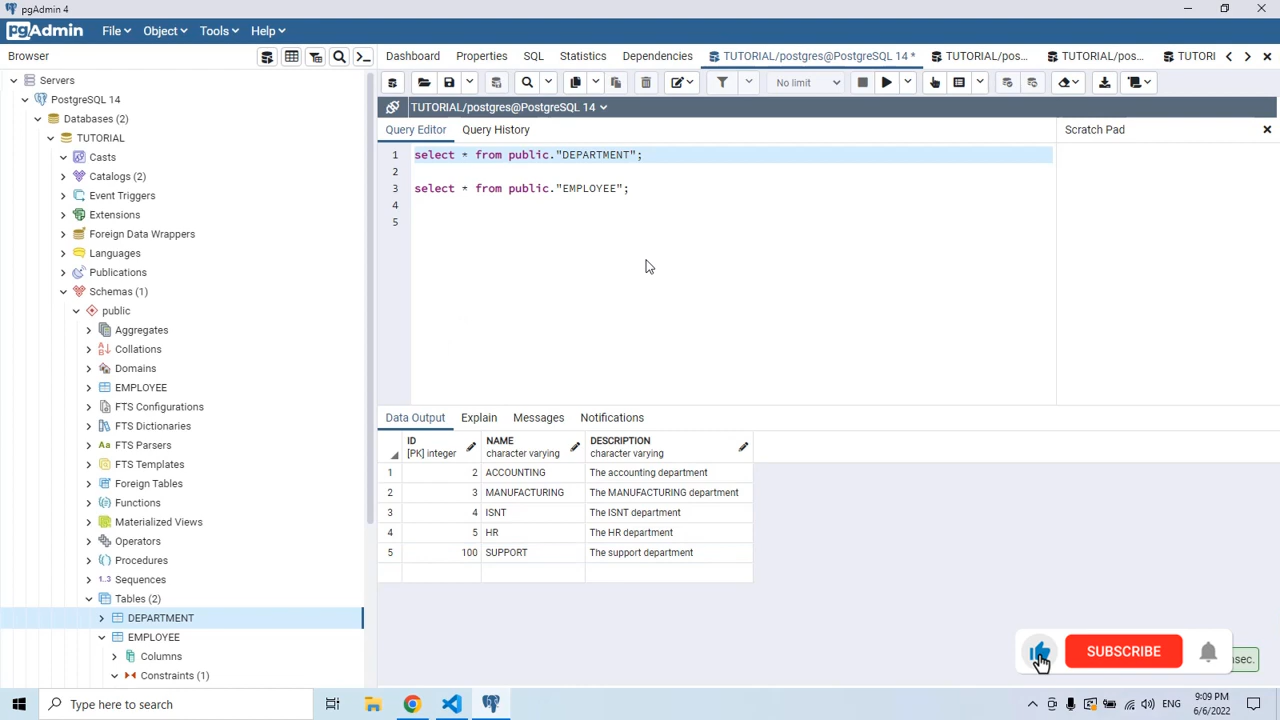 pgAdmin 4
pgAdmin File Object Tools Help
Browser
Dashboard Properties SQL Statistics Dependencies TUTORIAL/postgres@PostgreSQL 14 * TUTORIAL/pos... TUTORIAL/pos... TUTORI
No limit
TUTORIAL/postgres@PostgreSQL 14
Query Editor Query History
Scratch Pad
1 select * from public."DEPARTMENT";
2
3 select * from public."EMPLOYEE";
4
5
Servers
PostgreSQL 14
Databases (2)
TUTORIAL
Casts
Catalogs (2)
Event Triggers
Extensions
Foreign Data Wrappers
Languages
Publications
Schemas (1)
public
Aggregates
Collations
Domains
EMPLOYEE
FTS Configurations
FTS Dictionaries
Aa FTS Parsers
FTS Templates
Foreign Tables
Functions
Materialized Views
Operators
Procedures
1..3 Sequences
Tables (2)
DEPARTMENT
EMPLOYEE
Columns
Constraints (1)
Data Output Explain Messages Notifications
ID NAME DESCRIPTION
[PK] integer character varying character varying
1 2 ACCOUNTING The accounting department
2 3 MANUFACTURING The MANUFACTURING department
3 4 ISNT The ISNT department
4 5 HR The HR department
5 100 SUPPORT The support department
SUBSCRIBE
sec.
Type here to search
9:09 PM
6/6/2022